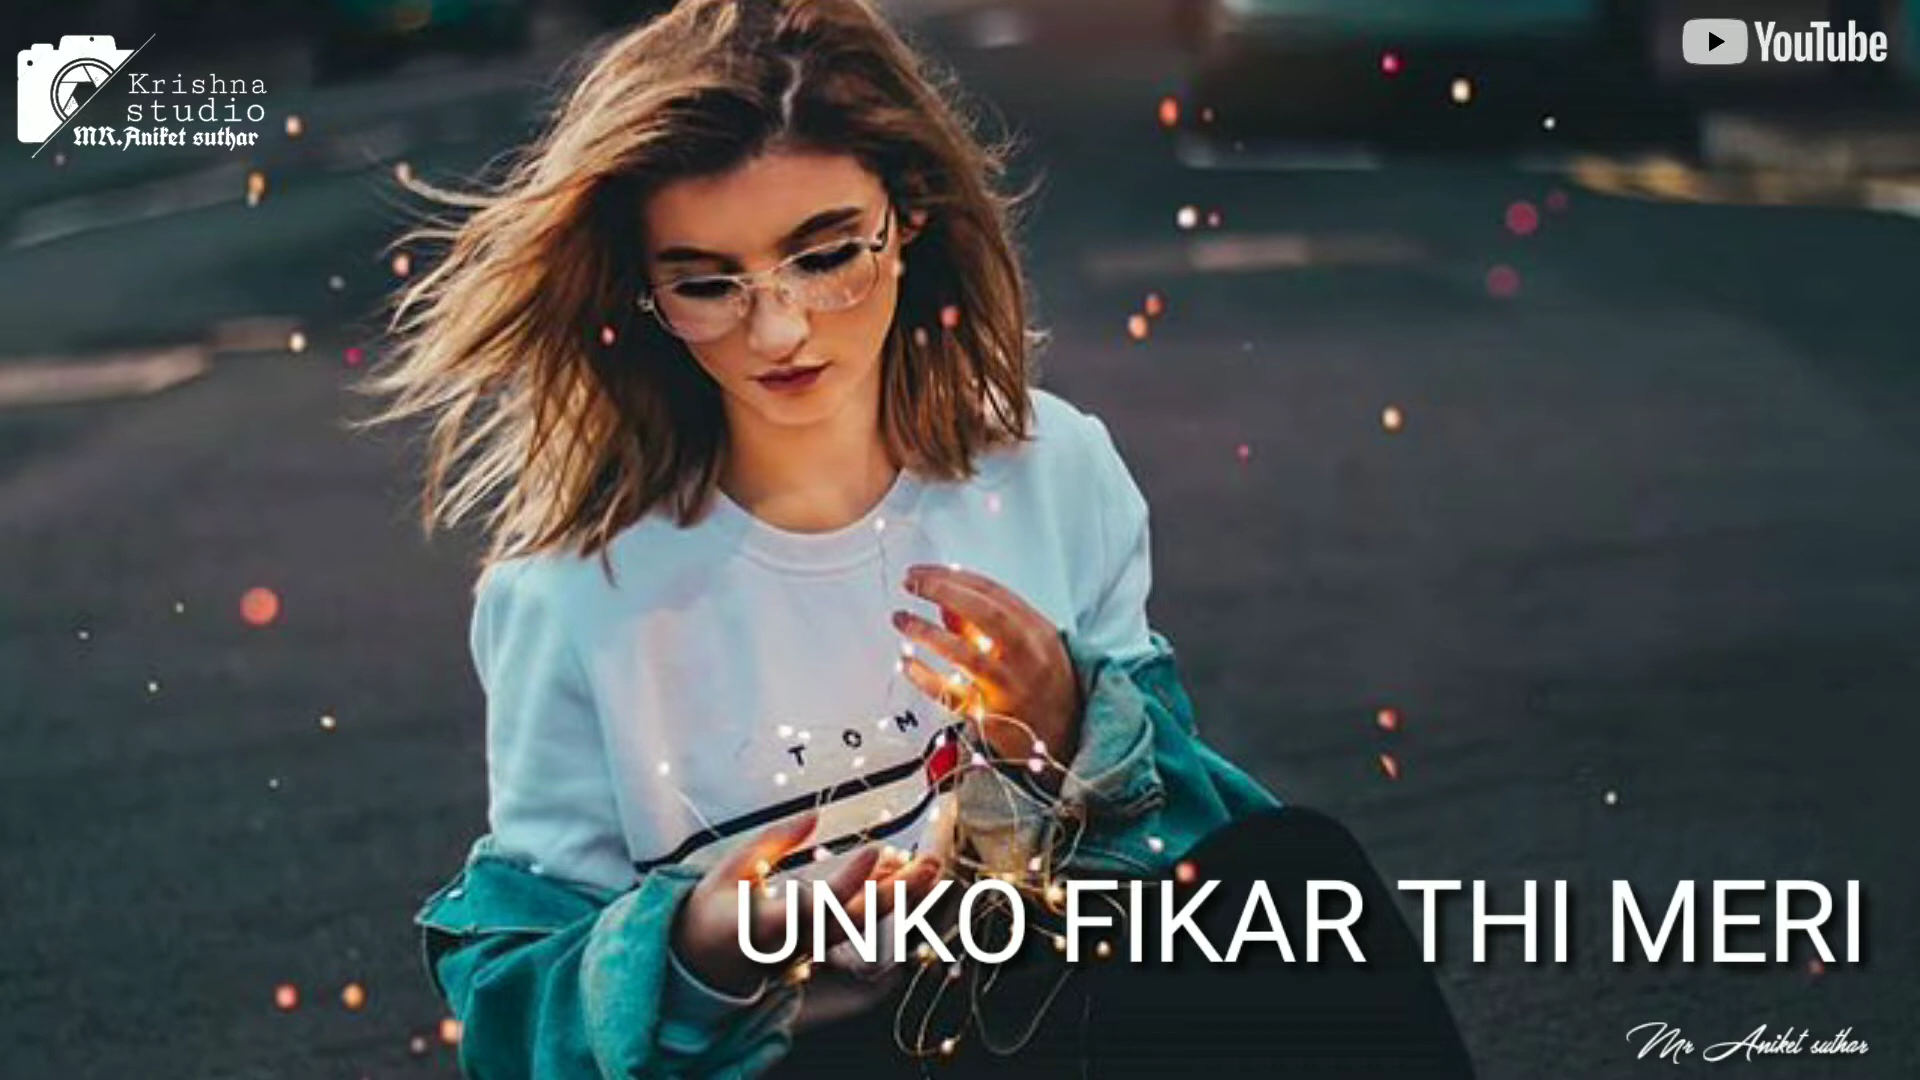 Krishna
studio
MR.Aniket suthar
YouTube
TOM
UNKO FIKAR THI MERI
Mr Aniket suthar